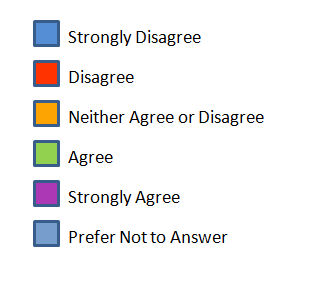 Strongly Disagree
Disagree
Neither Agree or Disagree
Agree
Strongly Agree
Prefer Not to Answer